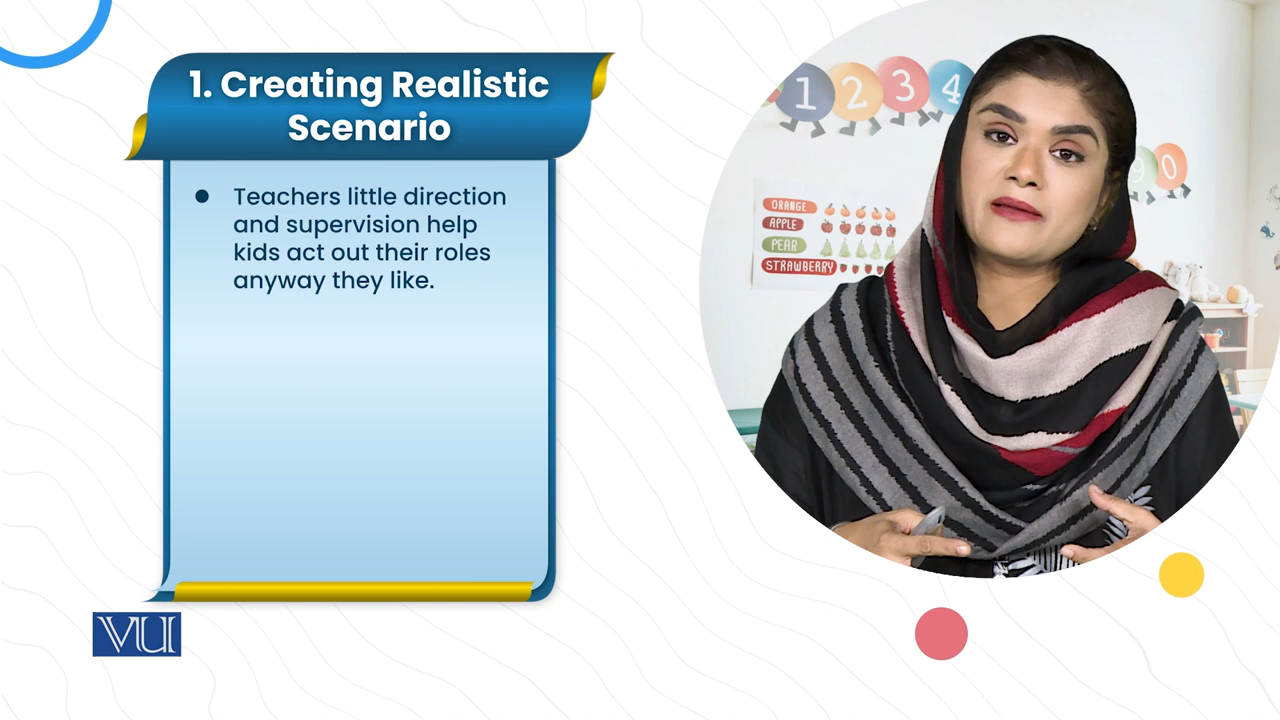 1. Creating Realistic
Scenario
● Teachers little direction
and supervision help
kids act out their roles
anyway they like.
VU
1 2 3 4
9 0
ORANGE
APPLE
PEAR
STRAWBERRY